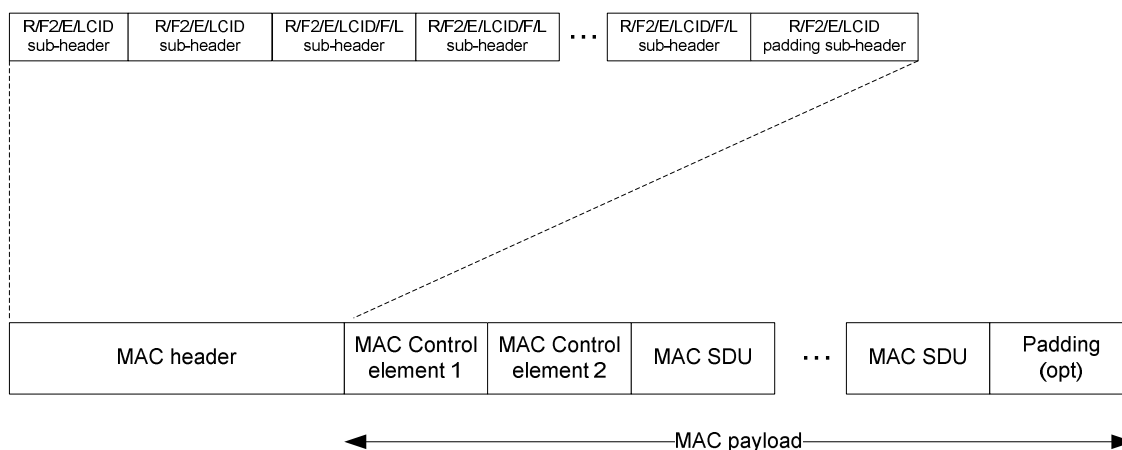 R/F2/E/LCID sub-header R/F2/E/LCID sub-header R/F2/E/LCID/F/L sub-header R/F2/E/LCID/F/L sub-header ... R/F2/E/LCID/F/L sub-header R/F2/E/LCID padding sub-header
MAC header MAC Control element 1 MAC Control element 2 MAC SDU ... MAC SDU Padding (opt)
MAC payload